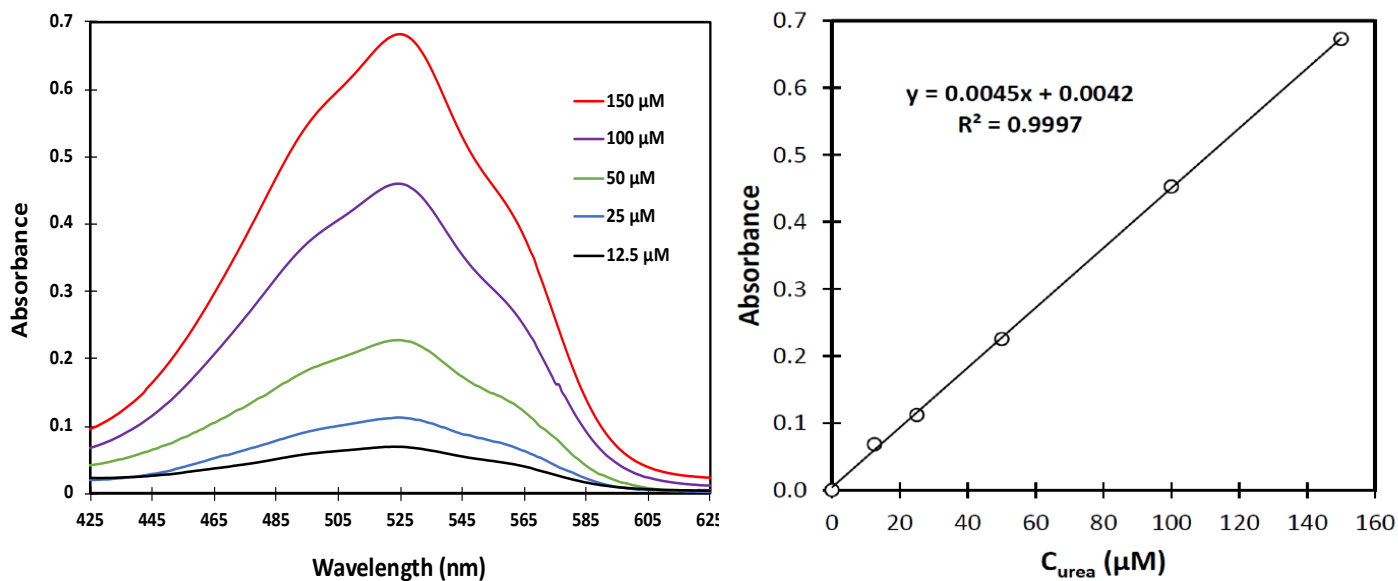 0.7
0.6
0.5
0.4
0.3
0.2
0.1
0
Absorbance
150 µM
100 µM
50 µM
25 µM
12.5 µM
425 445 465 485 505 525 545 565 585 605 625
Wavelength (nm)
0.7
0.6
0.5
0.4
0.3
0.2
0.1
0.0
Absorbance
y = 0.0045x + 0.0042
R² = 0.9997
0 20 40 60 80 100 120 140 160
Curea (µM)